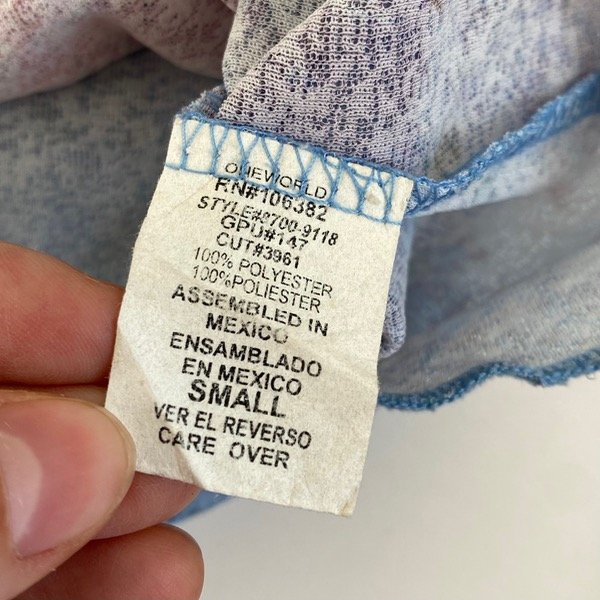 ONEWORLD
RN#106382
STYLE#8700-9118
GPU#147
CUT#3961
100% POLYESTER
100%POLIESTER
ASSEMBLED IN
MEXICO
ENSAMBLADO
EN MEXICO
SMALL
VER EL REVERSO
CARE OVER